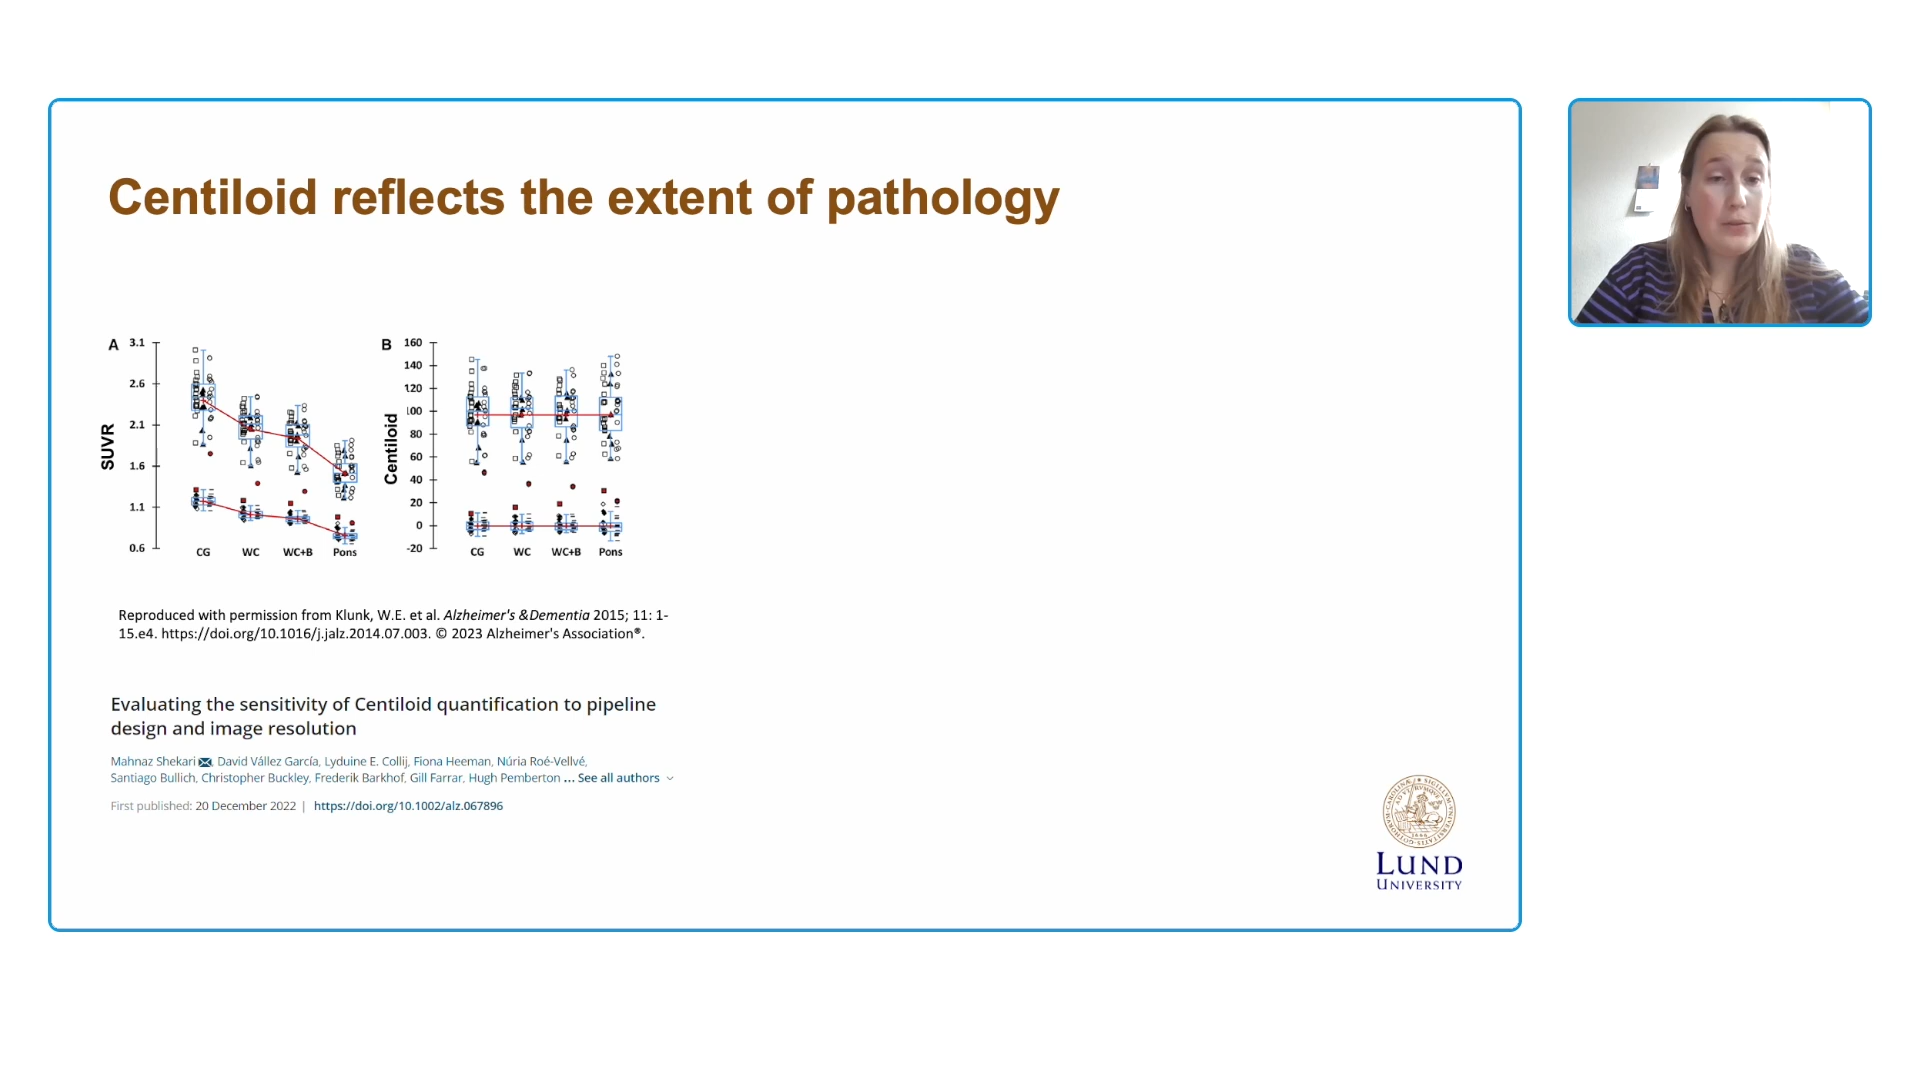 Centiloid reflects the extent of pathology
A
SUVR
3.1
2.6
2.1
1.6
1.1
0.6
CG WC WC+B Pons
B
Centiloid
160
140
120
100
80
60
40
20
0
-20
CG WC WC+B Pons
Reproduced with permission from Klunk, W.E. et al. Alzheimer's &Dementia 2015; 11: 1-
15.e4. https://doi.org/10.1016/j.jalz.2014.07.003. © 2023 Alzheimer's Association®.
Evaluating the sensitivity of Centiloid quantification to pipeline
design and image resolution
Mahnaz Shekari, David Vállez García, Lyduine E. Collij, Fiona Heeman, Núria Roé-Vellvé,
Santiago Bullich, Christopher Buckley, Frederik Barkhof, Gill Farrar, Hugh Pemberton ... See all authors
First published: 20 December 2022 | https://doi.org/10.1002/alz.067896
LUND
UNIVERSITY